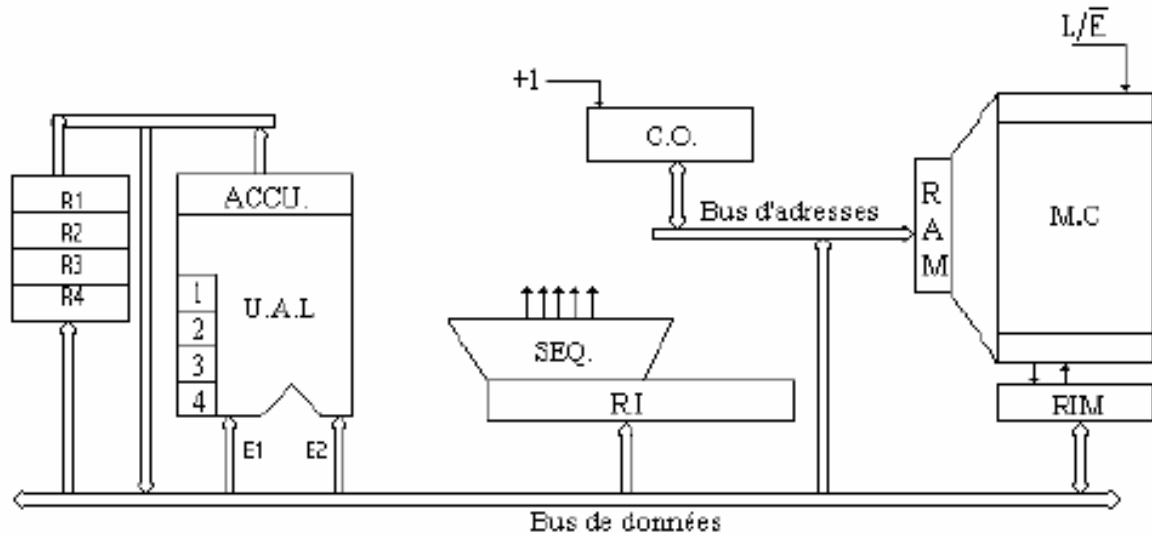 L/E̅
+1
C.O.
R1
R2
R3
R4
ACCU.
U.A.L
1
2
3
4
E1
E2
Bus d'adresses
RAM
M.C
SEQ.
RI
RIM
Bus de données